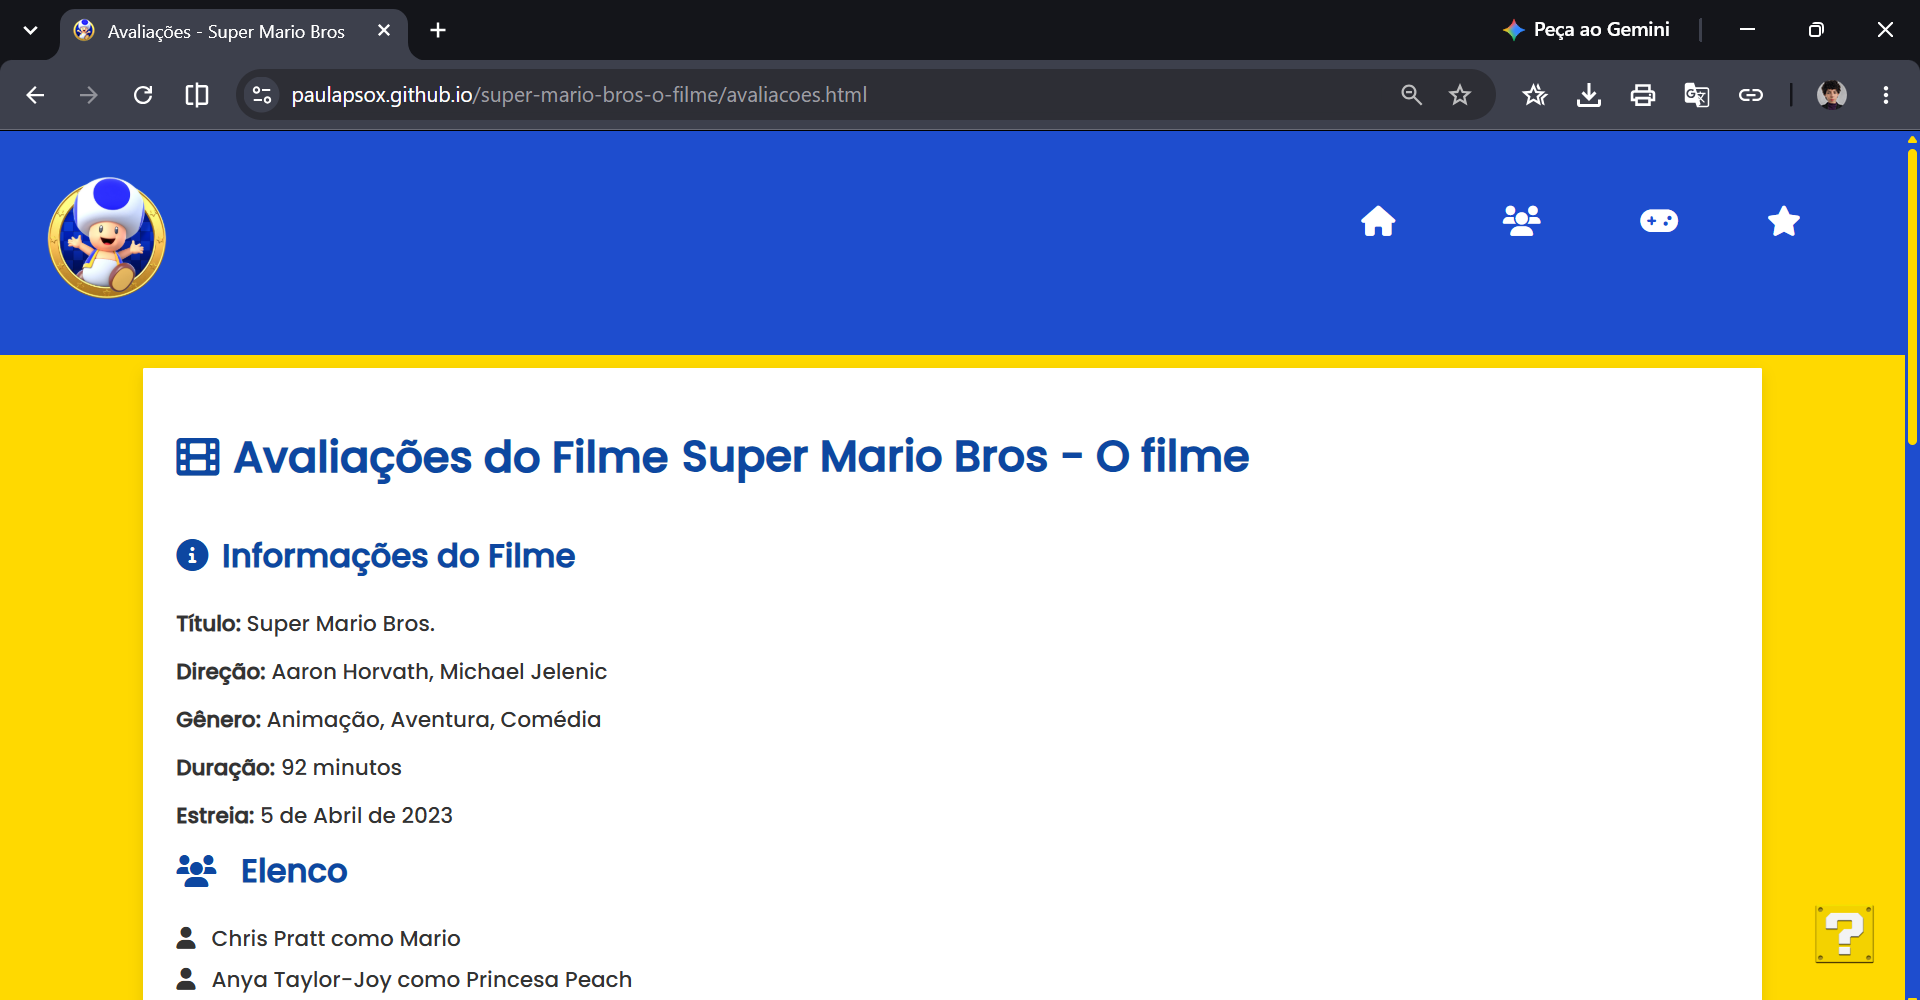 Avaliações - Super Mario Bros
Peça ao Gemini
paulapsox.github.io/super-mario-bros-o-filme/avaliacoes.html
Avaliações do Filme Super Mario Bros - O filme
Informações do Filme
Título: Super Mario Bros.
Direção: Aaron Horvath, Michael Jelenic
Gênero: Animação, Aventura, Comédia
Duração: 92 minutos
Estreia: 5 de Abril de 2023
Elenco
Chris Pratt como Mario
Anya Taylor-Joy como Princesa Peach
?